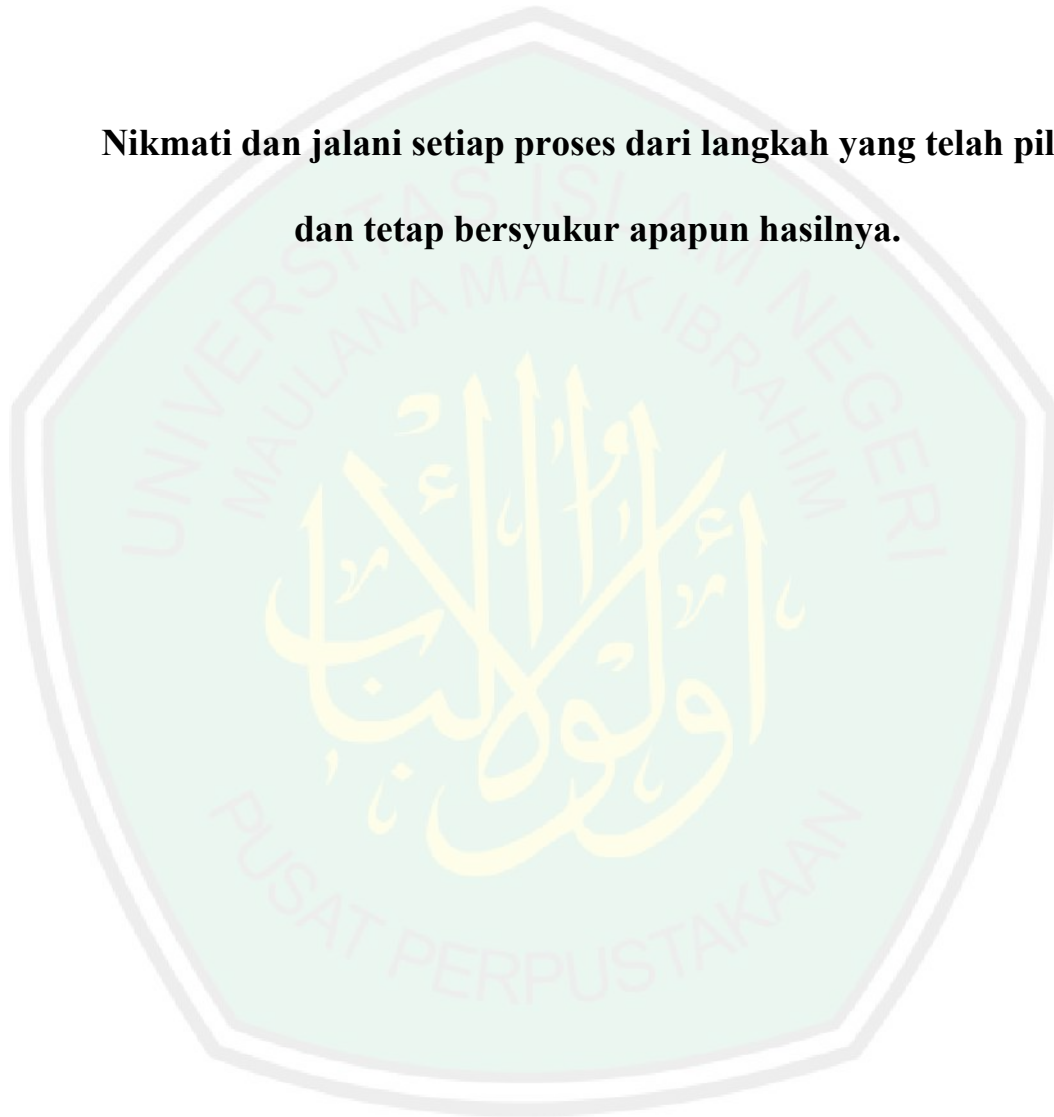 Nikmati dan jalani setiap proses dari langkah yang telah pil
dan tetap bersyukur apapun hasilnya.
UNIVERSITAS ISLAM NEGERI
MAULANA MALIK IBRAHIM
أولوا الألباب
PUSAT PERPUSTAKAAN